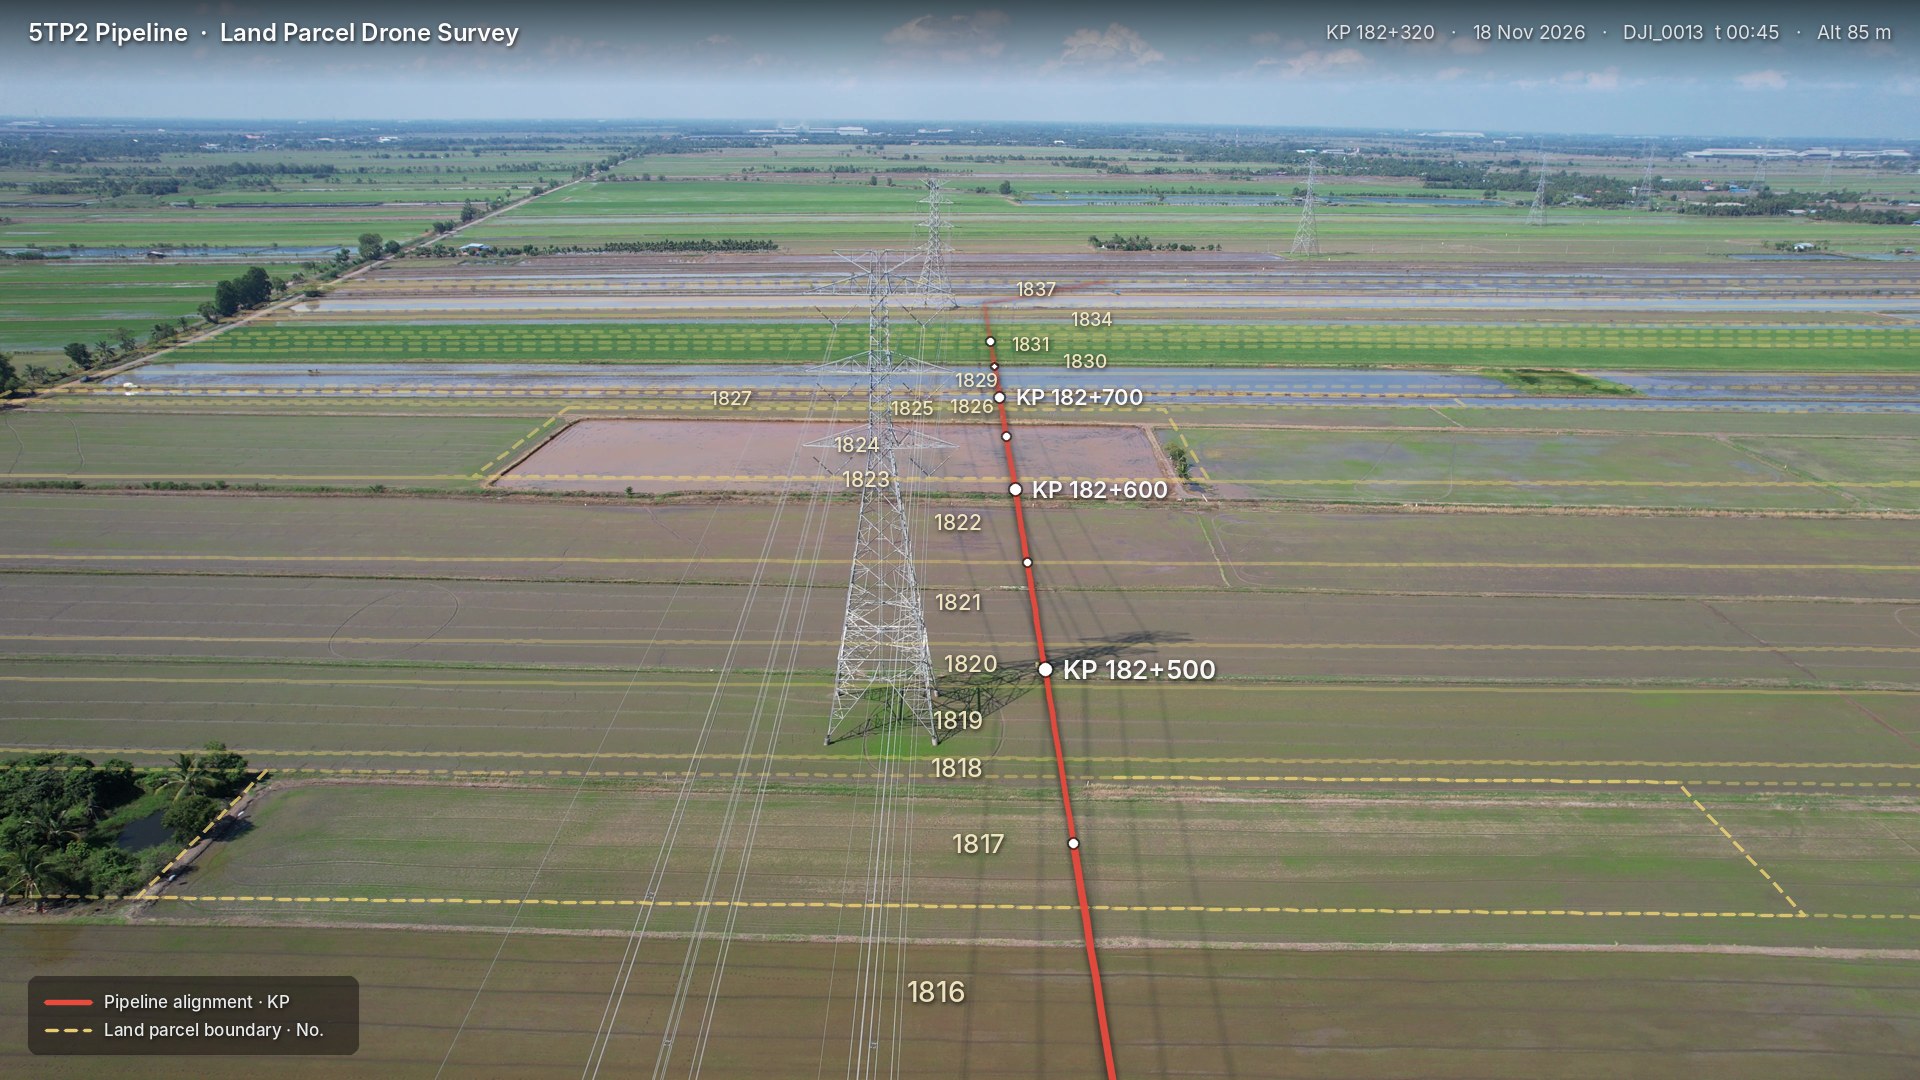 5TP2 Pipeline · Land Parcel Drone Survey
KP 182+320 · 18 Nov 2026 · DJI_0013 t 00:45 · Alt 85 m
1837
1834
1831
1830
1829
KP 182+700
1827
1825
1826
1824
1823
KP 182+600
1822
1821
1820
KP 182+500
1819
1818
1817
1816
Pipeline alignment · KP
Land parcel boundary · No.